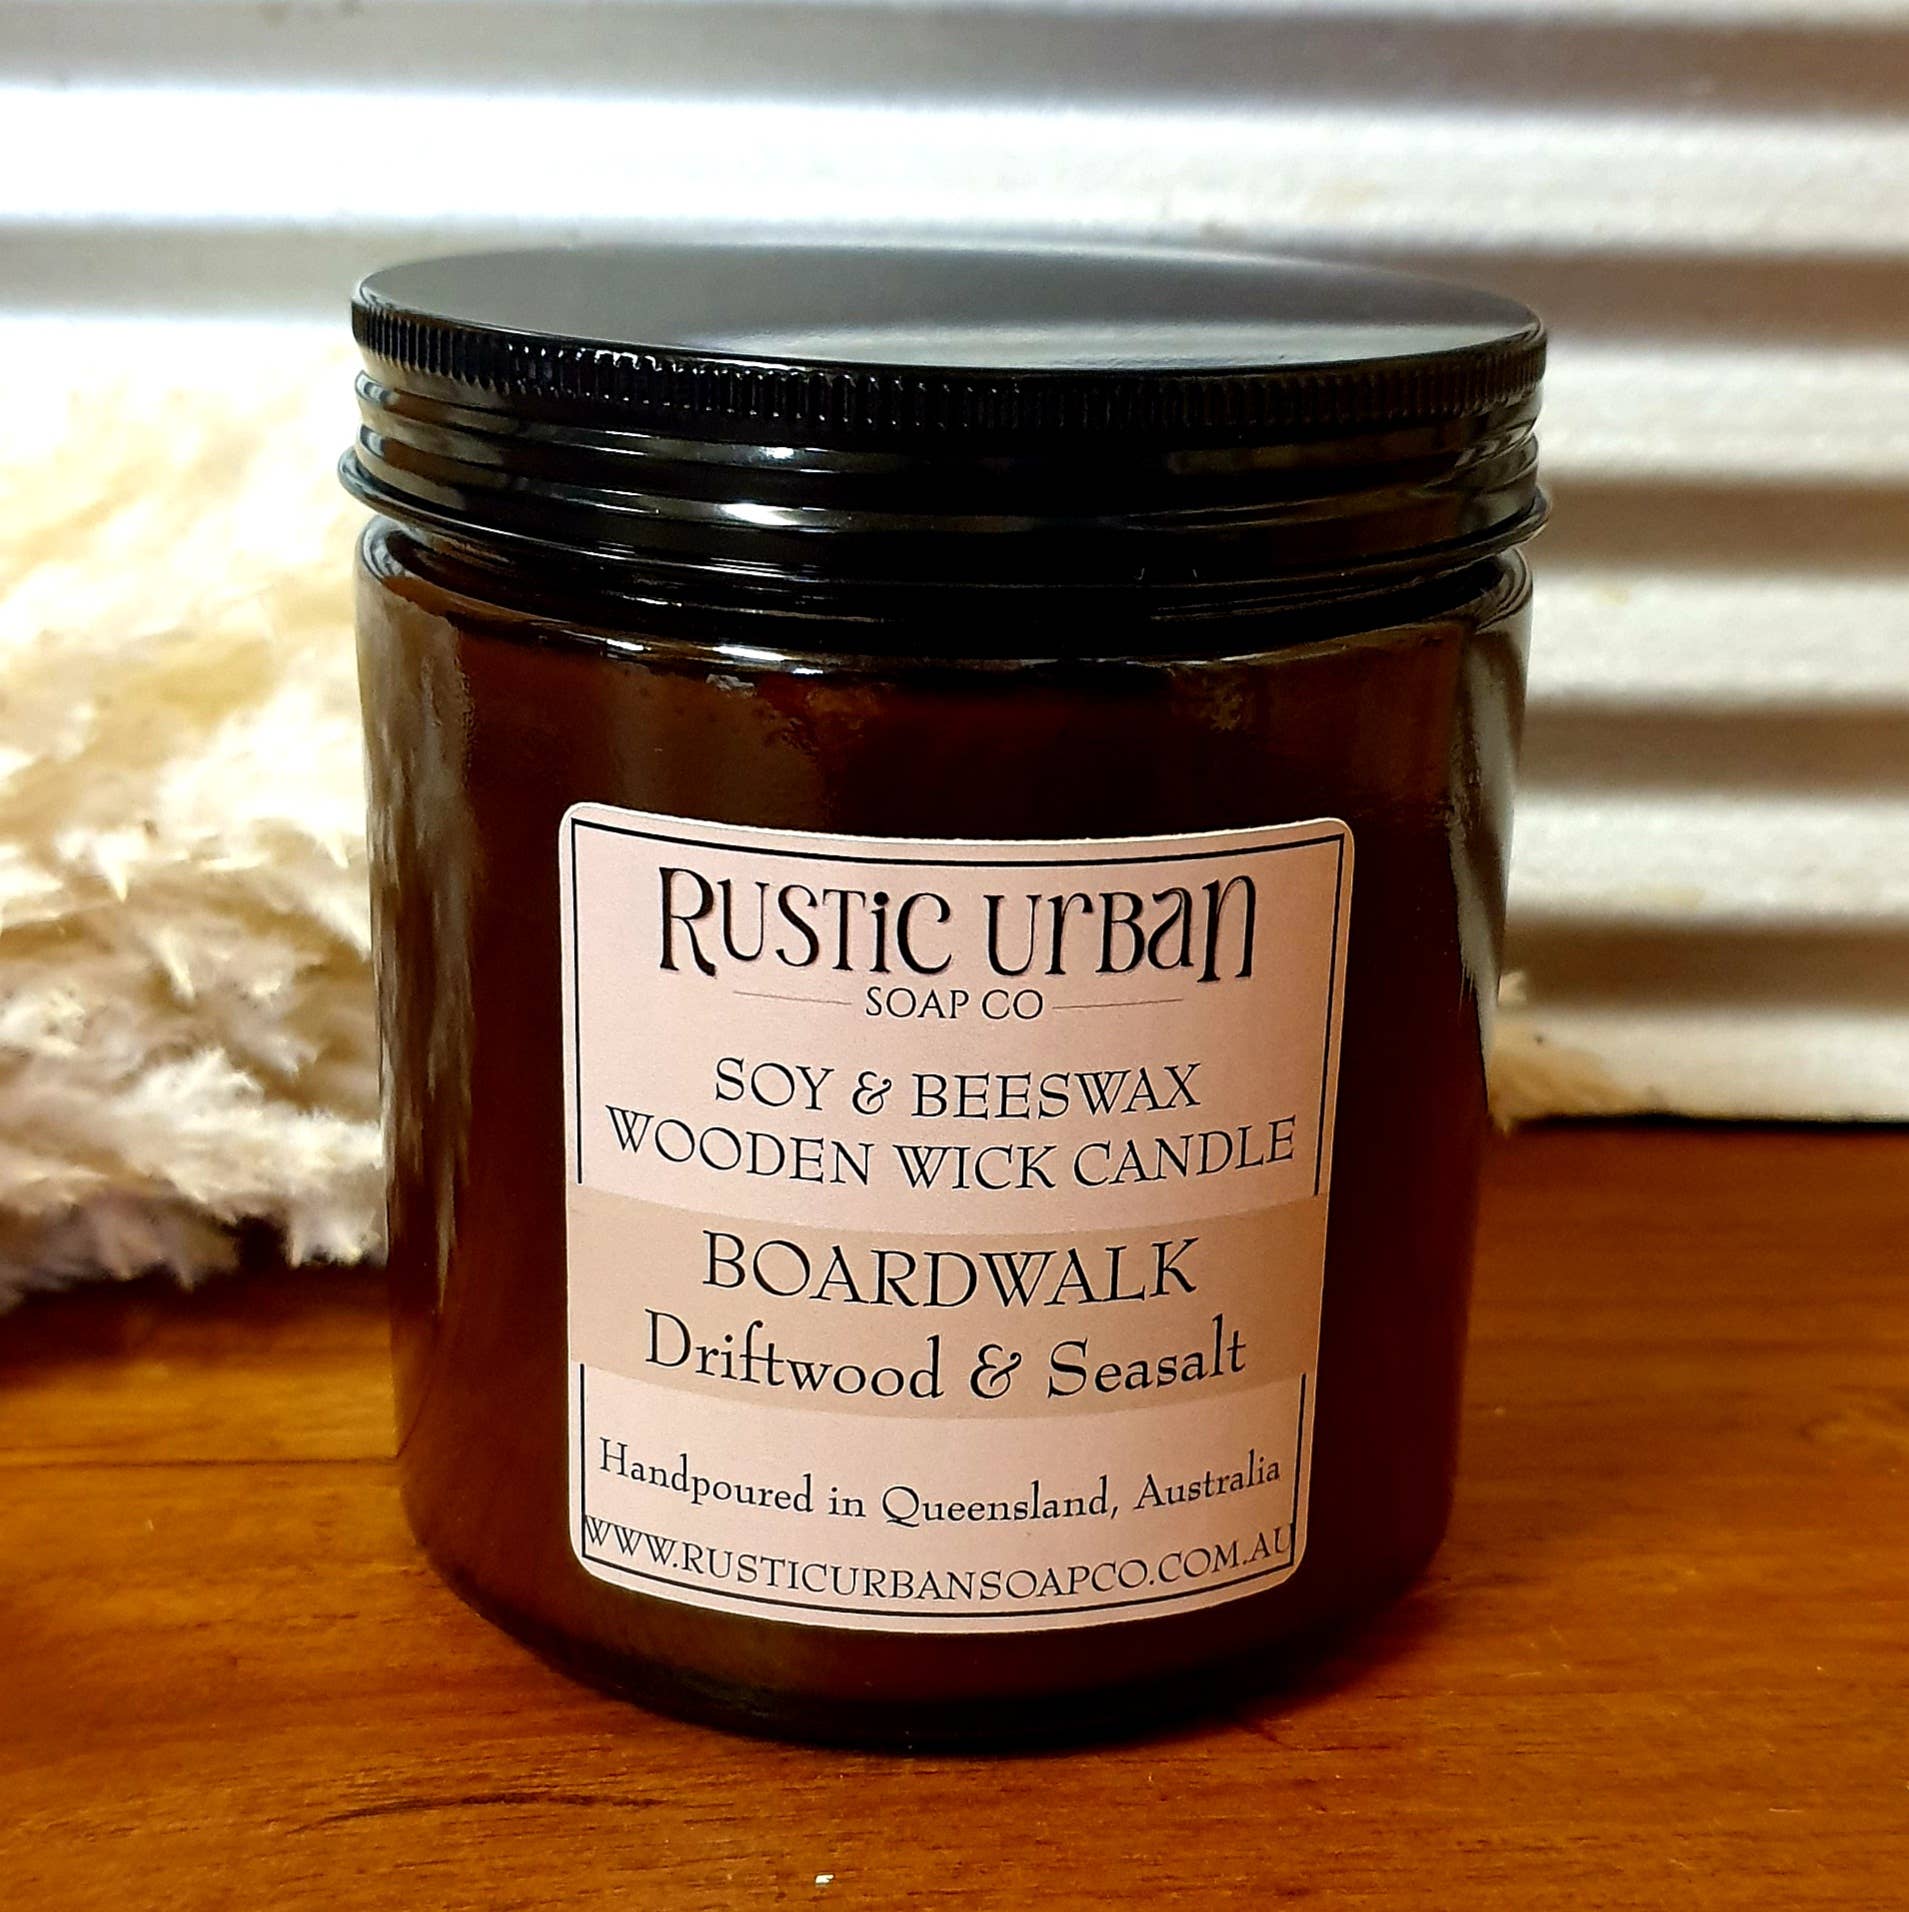 RUSTiC UrBan
SOAP CO
SOY & BEESWAX
WOODEN WICK CANDLE
BOARDWALK
Driftwood & Seasalt
Handpoured in Queensland, Australia
WWW.RUSTICURBANSOAPCO.COM.AU